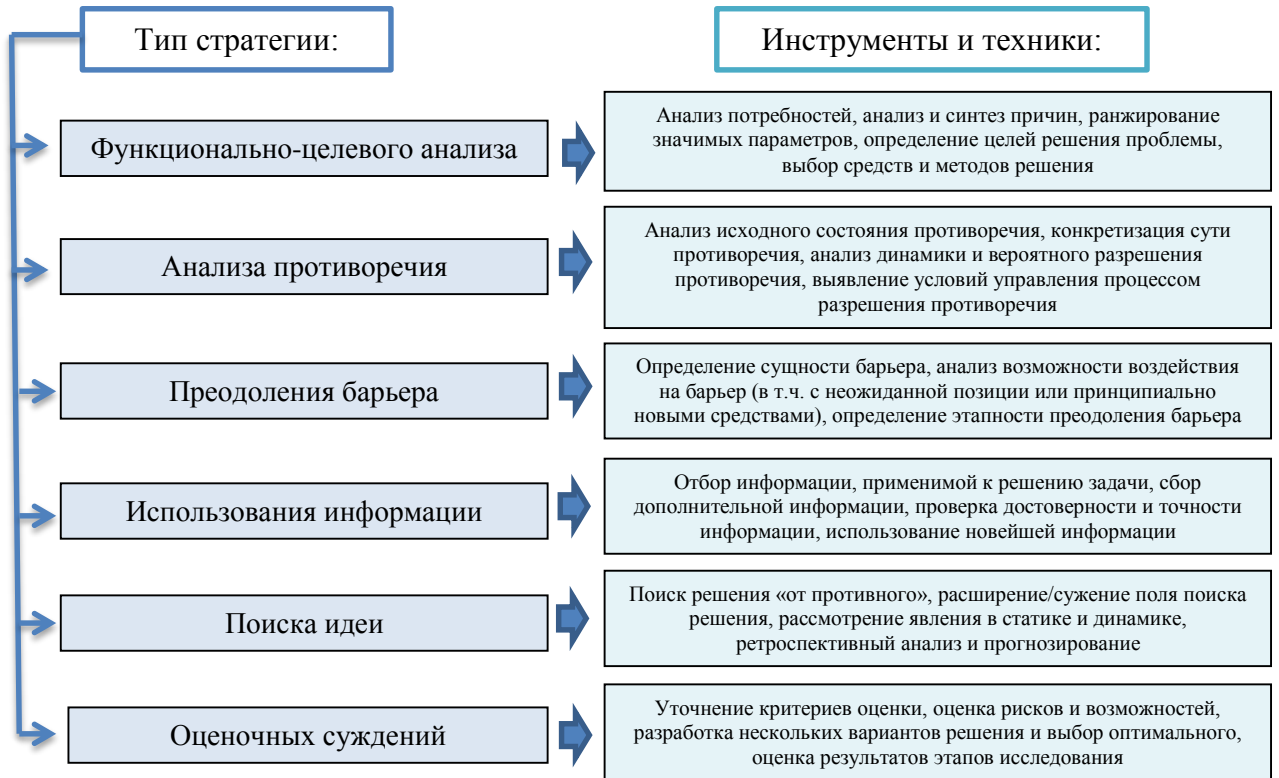 Тип стратегии:
Инструменты и техники:
Функционально-целевого анализа
Анализ потребностей, анализ и синтез причин, ранжирование
значимых параметров, определение целей решения проблемы,
выбор средств и методов решения
Анализа противоречия
Анализ исходного состояния противоречия, конкретизация сути
противоречия, анализ динамики и вероятного разрешения
противоречия, выявление условий управления процессом
разрешения противоречия
Преодоления барьера
Определение сущности барьера, анализ возможности воздействия
на барьер (в т.ч. с неожиданной позиции или принципиально
новыми средствами), определение этапности преодоления барьера
Использования информации
Отбор информации, применимой к решению задачи, сбор
дополнительной информации, проверка достоверности и точности
информации, использование новейшей информации
Поиска идеи
Поиск решения «от противного», расширение/сужение поля поиска
решения, рассмотрение явления в статике и динамике,
ретроспективный анализ и прогнозирование
Оценочных суждений
Уточнение критериев оценки, оценка рисков и возможностей,
разработка нескольких вариантов решения и выбор оптимального,
оценка результатов этапов исследования